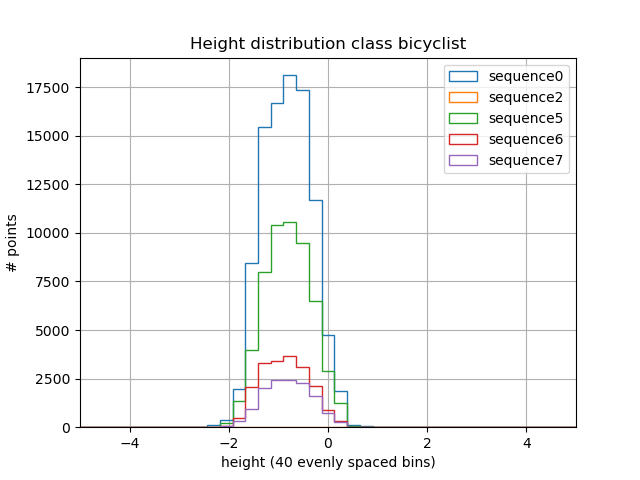 Height distribution class bicyclist
17500
15000
12500
10000
7500
5000
2500
0
# points
sequence0
sequence2
sequence5
sequence6
sequence7
−4
−2
0
2
4
height (40 evenly spaced bins)